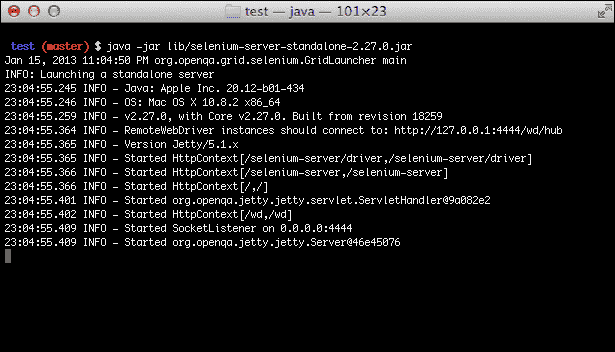 test — java — 101×23
test (master) $ java -jar lib/selenium-server-standalone-2.27.0.jar
Jan 15, 2013 11:04:50 PM org.openqa.grid.selenium.GridLauncher main
INFO: Launching a standalone server
23:04:55.245 INFO - Java: Apple Inc. 20.12-b01-434
23:04:55.246 INFO - OS: Mac OS X 10.8.2 x86_64
23:04:55.259 INFO - v2.27.0, with Core v2.27.0. Built from revision 18259
23:04:55.364 INFO - RemoteWebDriver instances should connect to: http://127.0.0.1:4444/wd/hub
23:04:55.365 INFO - Version Jetty/5.1.x
23:04:55.365 INFO - Started HttpContext[/selenium-server/driver,/selenium-server/driver]
23:04:55.366 INFO - Started HttpContext[/selenium-server,/selenium-server]
23:04:55.366 INFO - Started HttpContext[/,/]
23:04:55.401 INFO - Started org.openqa.jetty.jetty.servlet.ServletHandler@9a082e2
23:04:55.402 INFO - Started HttpContext[/wd,/wd]
23:04:55.409 INFO - Started SocketListener on 0.0.0.0:4444
23:04:55.409 INFO - Started org.openqa.jetty.jetty.Server@46e45076